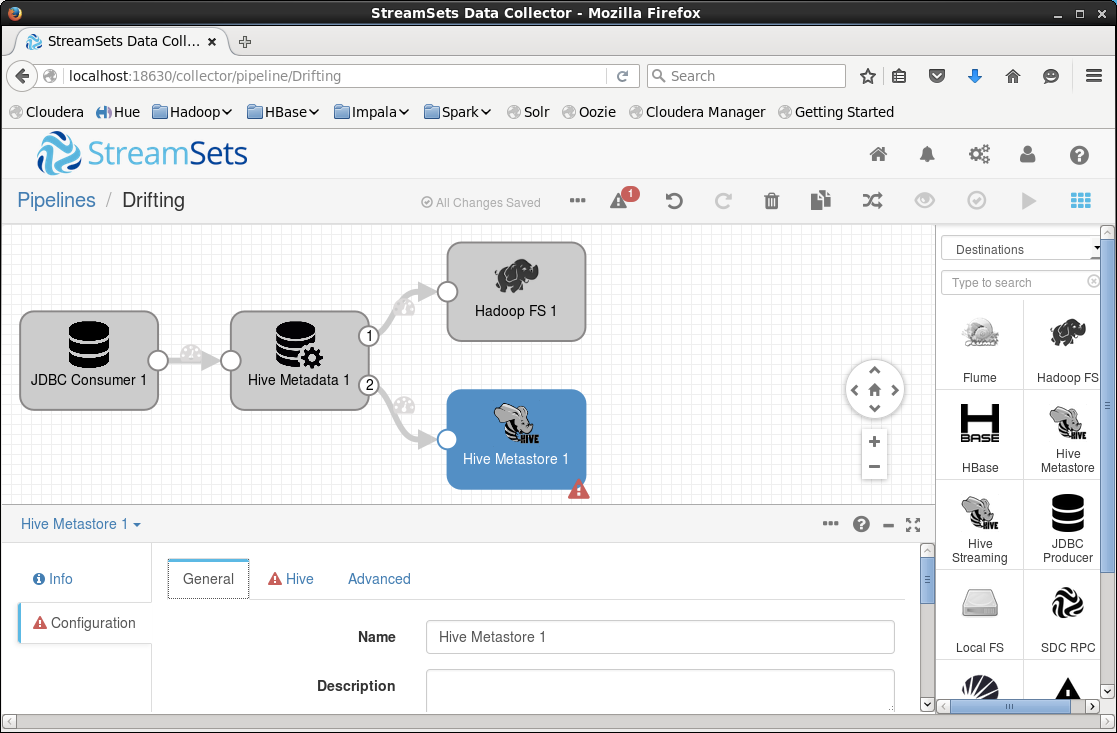 StreamSets Data Collector - Mozilla Firefox
StreamSets Data Coll...
localhost:18630/collector/pipeline/Drifting
Search
Cloudera
Hue
Hadoop
HBase
Impala
Spark
Solr
Oozie
Cloudera Manager
Getting Started
StreamSets
Pipelines / Drifting
All Changes Saved
1
Destinations
Type to search
JDBC Consumer 1
Hive Metadata 1
1
2
Hadoop FS 1
HIVE
Hive Metastore 1
Flume
Hadoop FS
H
BASE
HBase
HIVE
Hive
Metastore
HIVE
Hive
Streaming
JDBC
Producer
Local FS
SDC RPC
Hive Metastore 1
Info
Configuration
General
Hive
Advanced
Name
Hive Metastore 1
Description